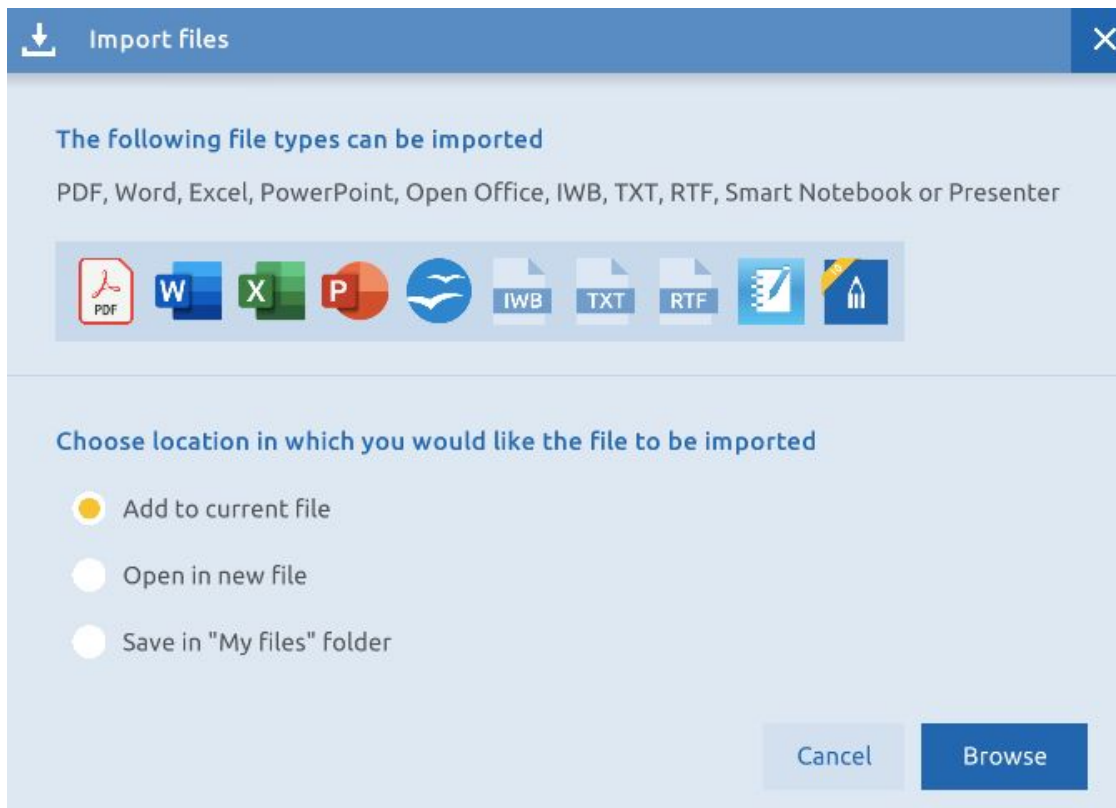 Import files
The following file types can be imported
PDF, Word, Excel, PowerPoint, Open Office, IWB, TXT, RTF, Smart Notebook or Presenter
PDF W X P IWB TXT RTF 10
Choose location in which you would like the file to be imported
Add to current file
Open in new file
Save in "My files" folder
Cancel Browse